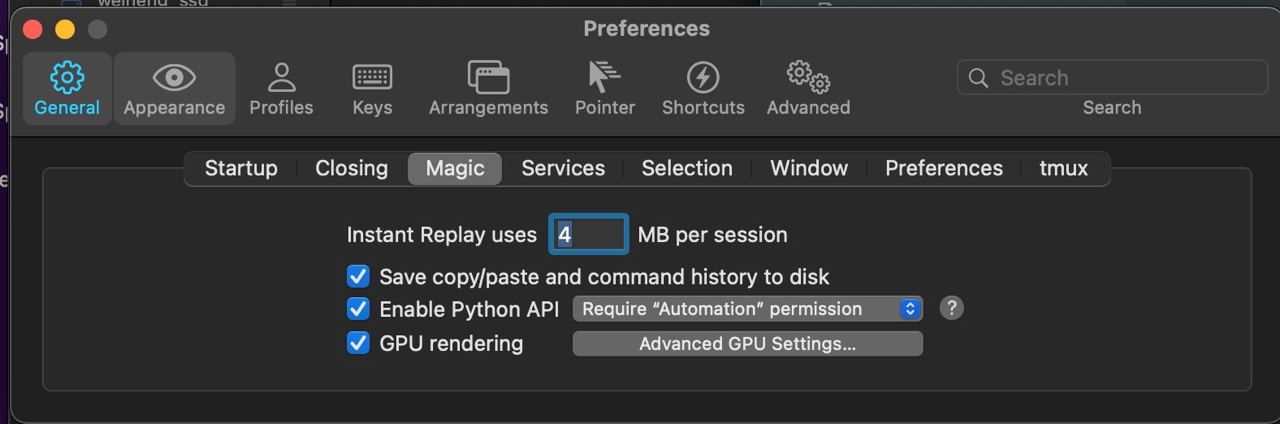 weiheng_ssd
Preferences
General Appearance Profiles Keys Arrangements Pointer Shortcuts Advanced
Search
Search
Startup Closing Magic Services Selection Window Preferences tmux
Instant Replay uses 4 MB per session
Save copy/paste and command history to disk
Enable Python API Require “Automation” permission ?
GPU rendering Advanced GPU Settings...